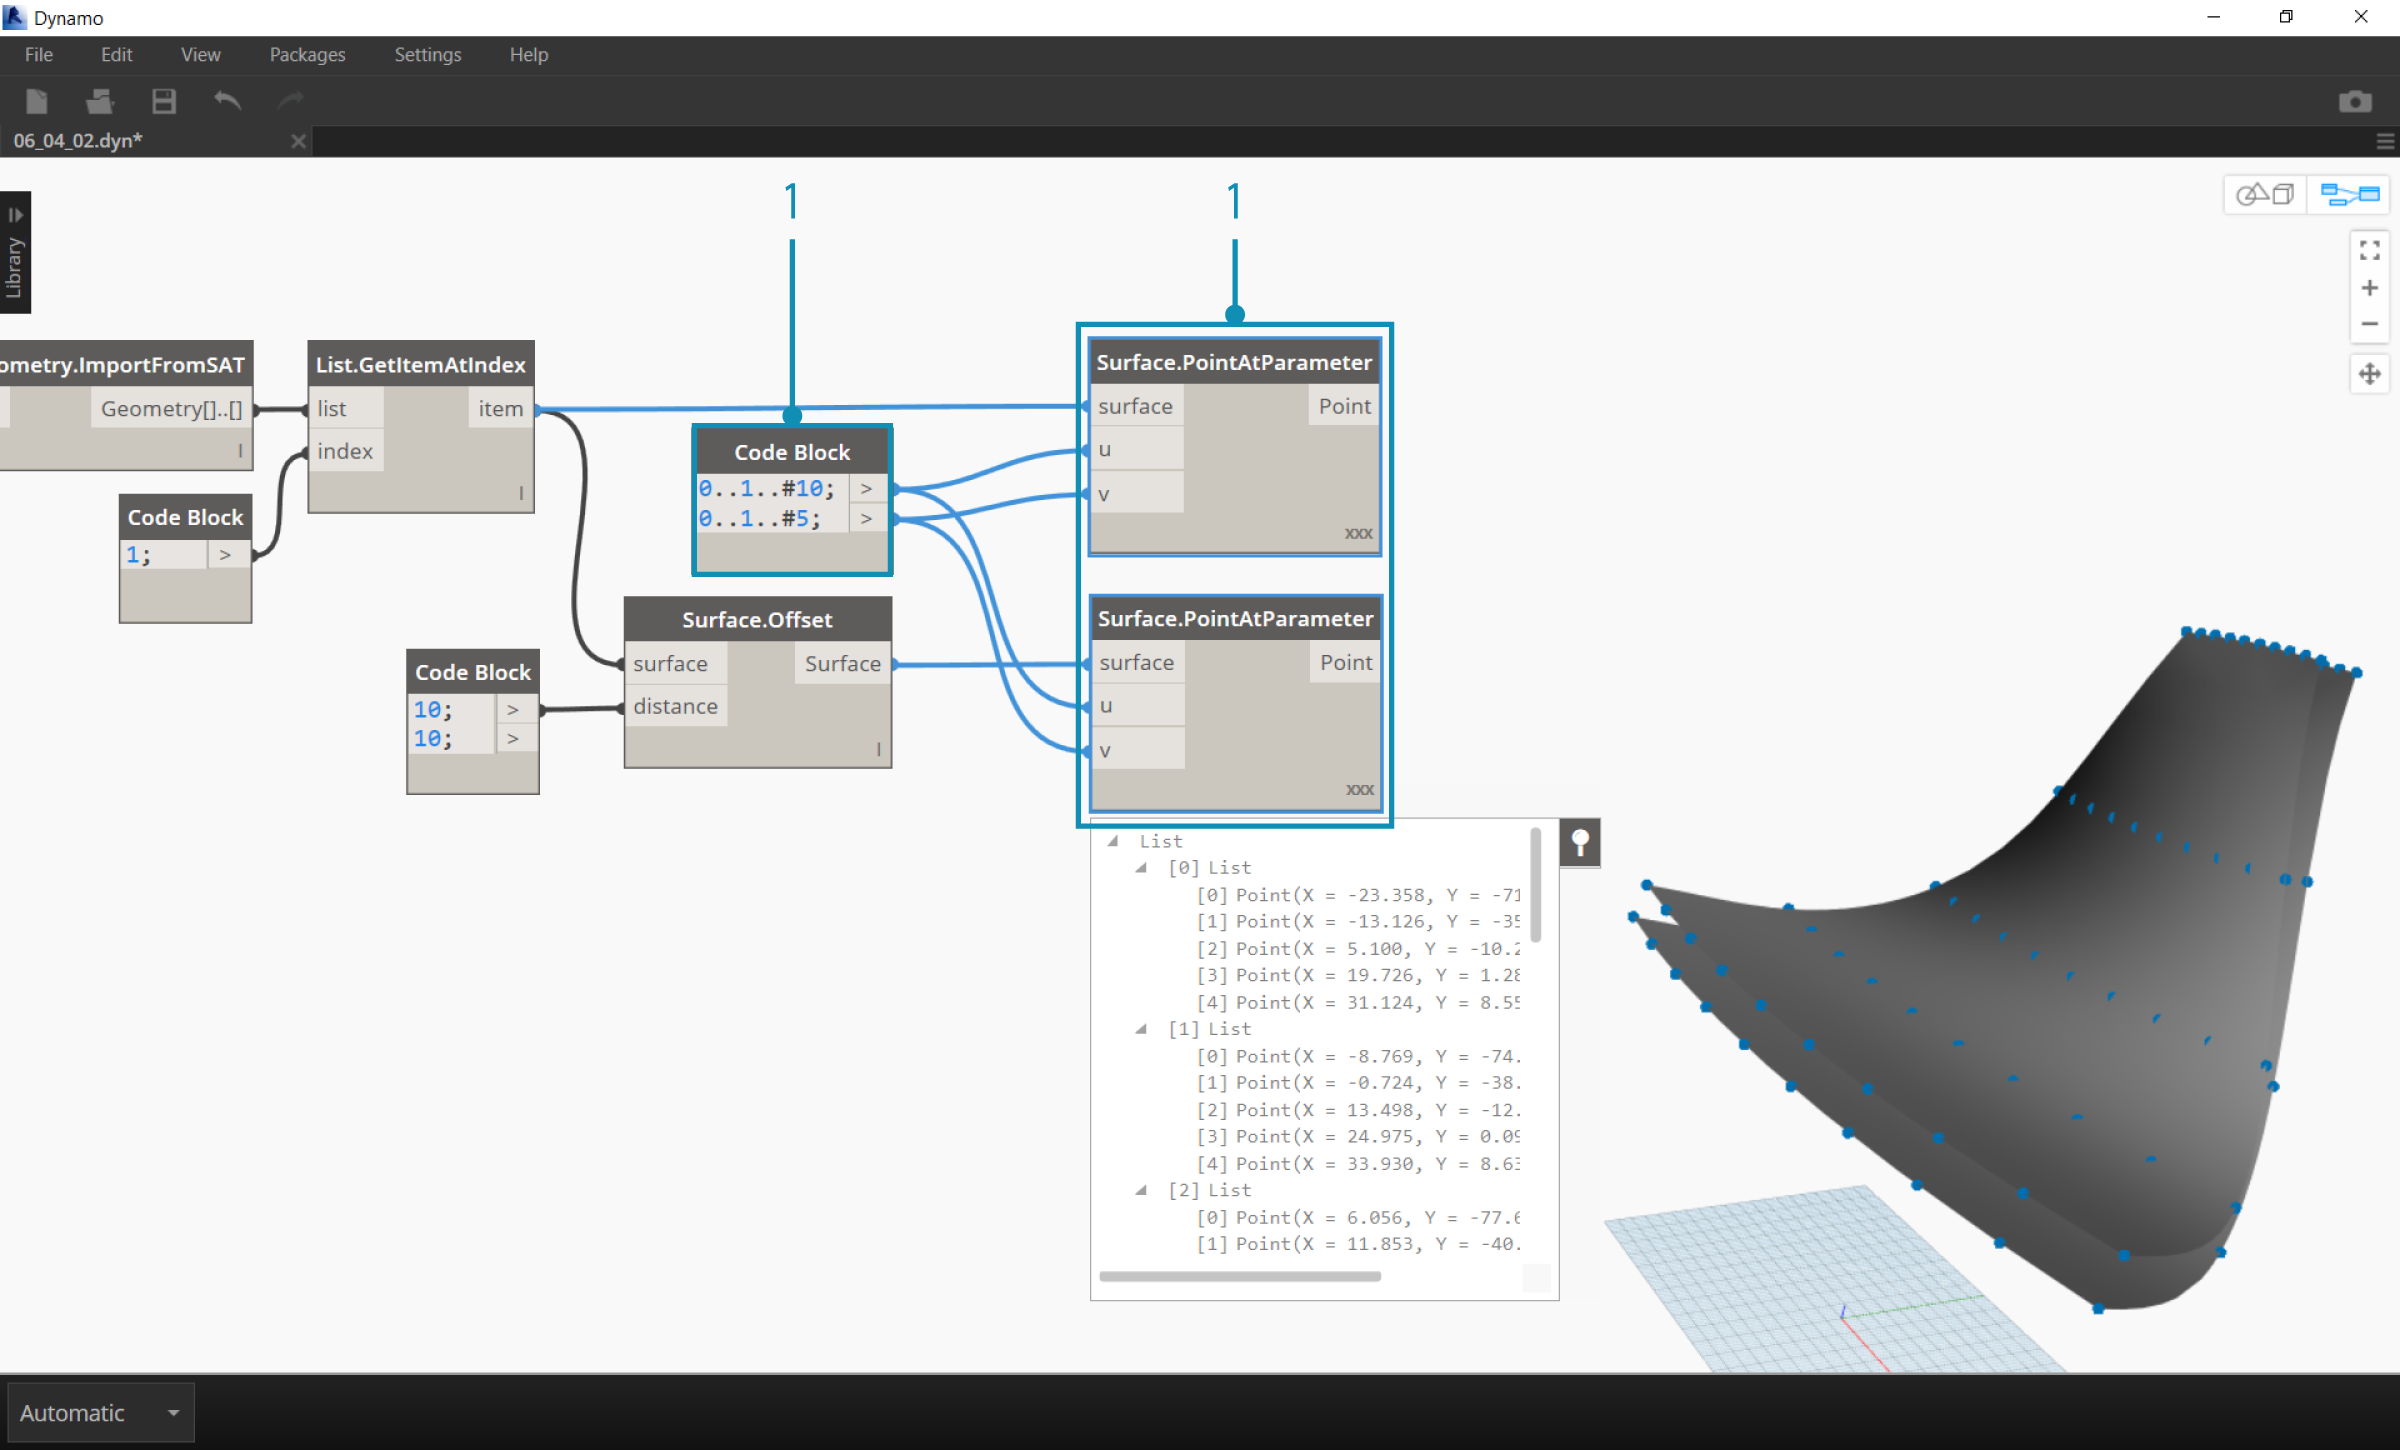 Dynamo
File Edit View Packages Settings Help
06_04_02.dyn*
Library
1
1
ometry.ImportFromSAT
Geometry[]..[]
List.GetItemAtIndex
list item
index
Code Block
1; >
Code Block
0..1..#10; >
0..1..#5; >
Surface.PointAtParameter
surface Point
u
v
xxx
Code Block
10; >
10; >
Surface.Offset
surface Surface
distance
Surface.PointAtParameter
surface Point
u
v
xxx
List
[0] List
[0] Point(X = -23.358, Y = -71
[1] Point(X = -13.126, Y = -35
[2] Point(X = 5.100, Y = -10.2
[3] Point(X = 19.726, Y = 1.28
[4] Point(X = 31.124, Y = 8.55
[1] List
[0] Point(X = -8.769, Y = -74.
[1] Point(X = -0.724, Y = -38.
[2] Point(X = 13.498, Y = -12.
[3] Point(X = 24.975, Y = 0.09
[4] Point(X = 33.930, Y = 8.63
[2] List
[0] Point(X = 6.056, Y = -77.6
[1] Point(X = 11.853, Y = -40.
Automatic